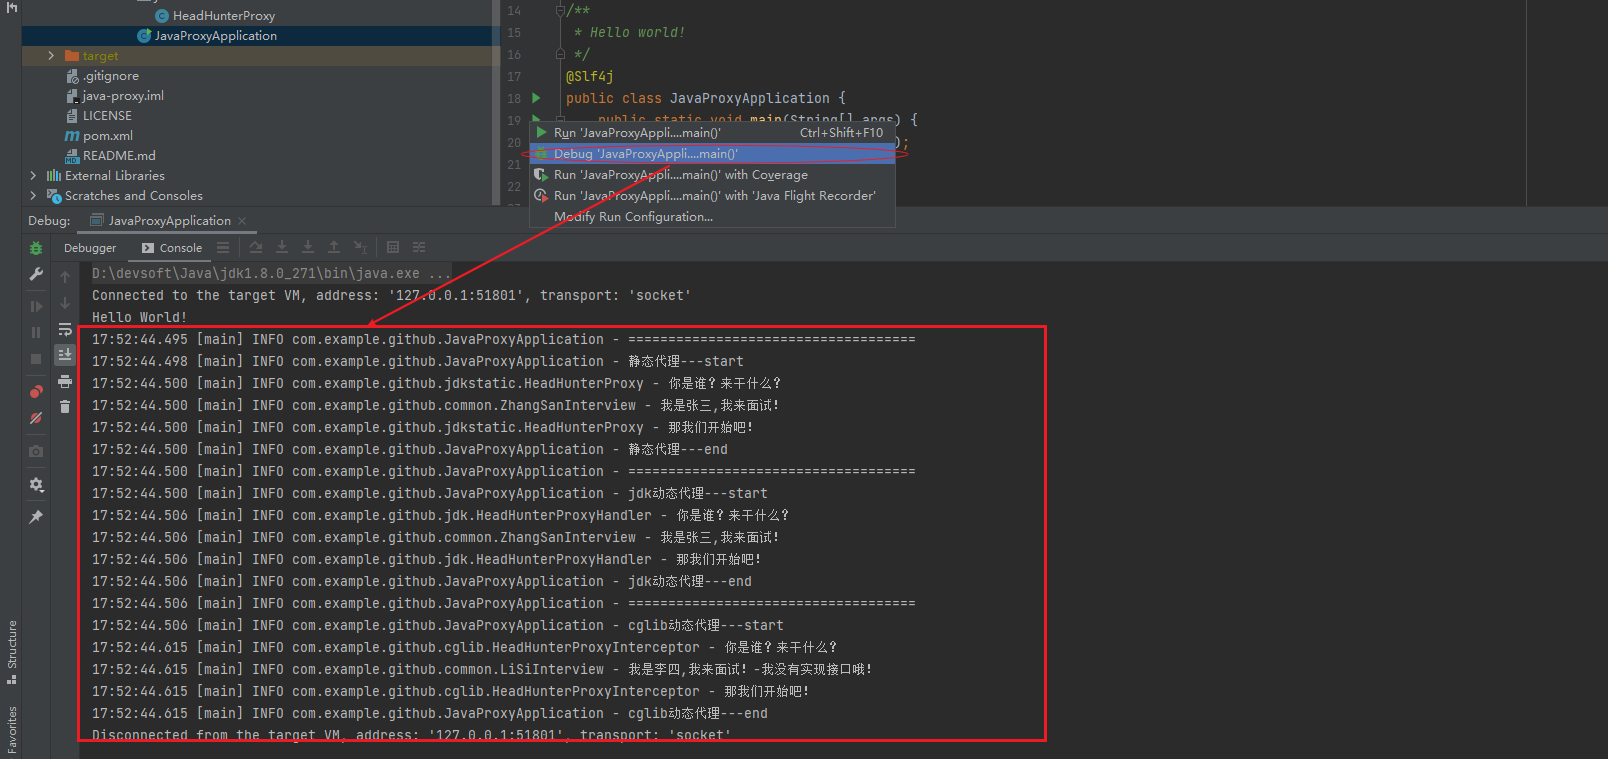 HeadHunterProxy
JavaProxyApplication
target
.gitignore
java-proxy.iml
LICENSE
pom.xml
README.md
External Libraries
Scratches and Consoles
14 /**
15 * Hello world!
16 */
17 @Slf4j
18 public class JavaProxyApplication {
19 public static void main(String[] args) {
20 );
21
22
Run 'JavaProxyAppli....main()' Ctrl+Shift+F10
Debug 'JavaProxyAppli....main()'
Run 'JavaProxyAppli....main()' with Coverage
Run 'JavaProxyAppli....main()' with 'Java Flight Recorder'
Modify Run Configuration...
Debug: JavaProxyApplication
Debugger Console
D:\devsoft\Java\jdk1.8.0_271\bin\java.exe ...
Connected to the target VM, address: '127.0.0.1:51801', transport: 'socket'
Hello World!
17:52:44.495 [main] INFO com.example.github.JavaProxyApplication - ====================================
17:52:44.498 [main] INFO com.example.github.JavaProxyApplication - 静态代理---start
17:52:44.500 [main] INFO com.example.github.jdkstatic.HeadHunterProxy - 你是谁？来干什么？
17:52:44.500 [main] INFO com.example.github.common.ZhangSanInterview - 我是张三,我来面试!
17:52:44.500 [main] INFO com.example.github.jdkstatic.HeadHunterProxy - 那我们开始吧!
17:52:44.500 [main] INFO com.example.github.JavaProxyApplication - 静态代理---end
17:52:44.500 [main] INFO com.example.github.JavaProxyApplication - ====================================
17:52:44.500 [main] INFO com.example.github.JavaProxyApplication - jdk动态代理---start
17:52:44.506 [main] INFO com.example.github.jdk.HeadHunterProxyHandler - 你是谁？来干什么？
17:52:44.506 [main] INFO com.example.github.common.ZhangSanInterview - 我是张三,我来面试!
17:52:44.506 [main] INFO com.example.github.jdk.HeadHunterProxyHandler - 那我们开始吧!
17:52:44.506 [main] INFO com.example.github.JavaProxyApplication - jdk动态代理---end
17:52:44.506 [main] INFO com.example.github.JavaProxyApplication - ====================================
17:52:44.506 [main] INFO com.example.github.JavaProxyApplication - cglib动态代理---start
17:52:44.615 [main] INFO com.example.github.cglib.HeadHunterProxyInterceptor - 你是谁？来干什么？
17:52:44.615 [main] INFO com.example.github.common.LiSiInterview - 我是李四,我来面试! -我没有实现接口哦!
17:52:44.615 [main] INFO com.example.github.cglib.HeadHunterProxyInterceptor - 那我们开始吧!
17:52:44.615 [main] INFO com.example.github.JavaProxyApplication - cglib动态代理---end
Disconnected from the target VM, address: '127.0.0.1:51801', transport: 'socket'
Structure
Favorites